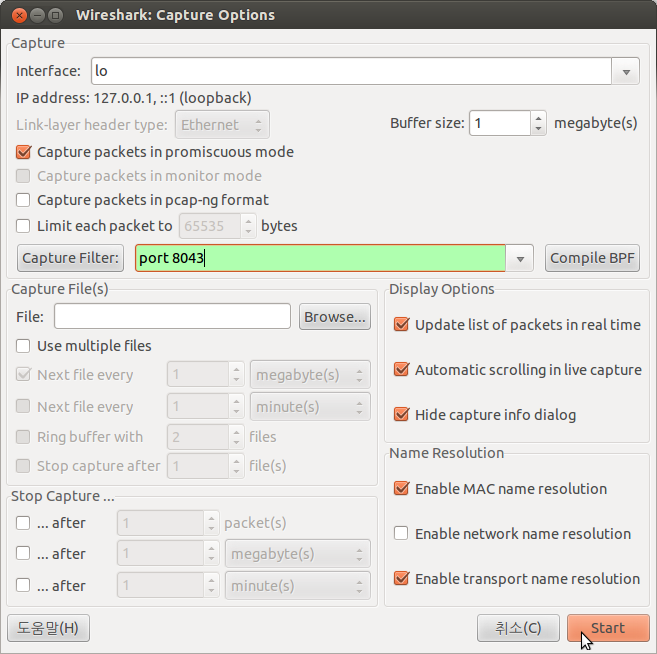 Wireshark: Capture Options
Capture
Interface: lo
IP address: 127.0.0.1, ::1 (loopback)
Link-layer header type: Ethernet Buffer size: 1 megabyte(s)
Capture packets in promiscuous mode
Capture packets in monitor mode
Capture packets in pcap-ng format
Limit each packet to 65535 bytes
Capture Filter: port 8043 Compile BPF
Capture File(s)
File: Browse...
Use multiple files
Next file every 1 megabyte(s)
Next file every 1 minute(s)
Ring buffer with 2 files
Stop capture after 1 file(s)
Stop Capture ...
... after 1 packet(s)
... after 1 megabyte(s)
... after 1 minute(s)
Display Options
Update list of packets in real time
Automatic scrolling in live capture
Hide capture info dialog
Name Resolution
Enable MAC name resolution
Enable network name resolution
Enable transport name resolution
도움말(H) 취소(C) Start